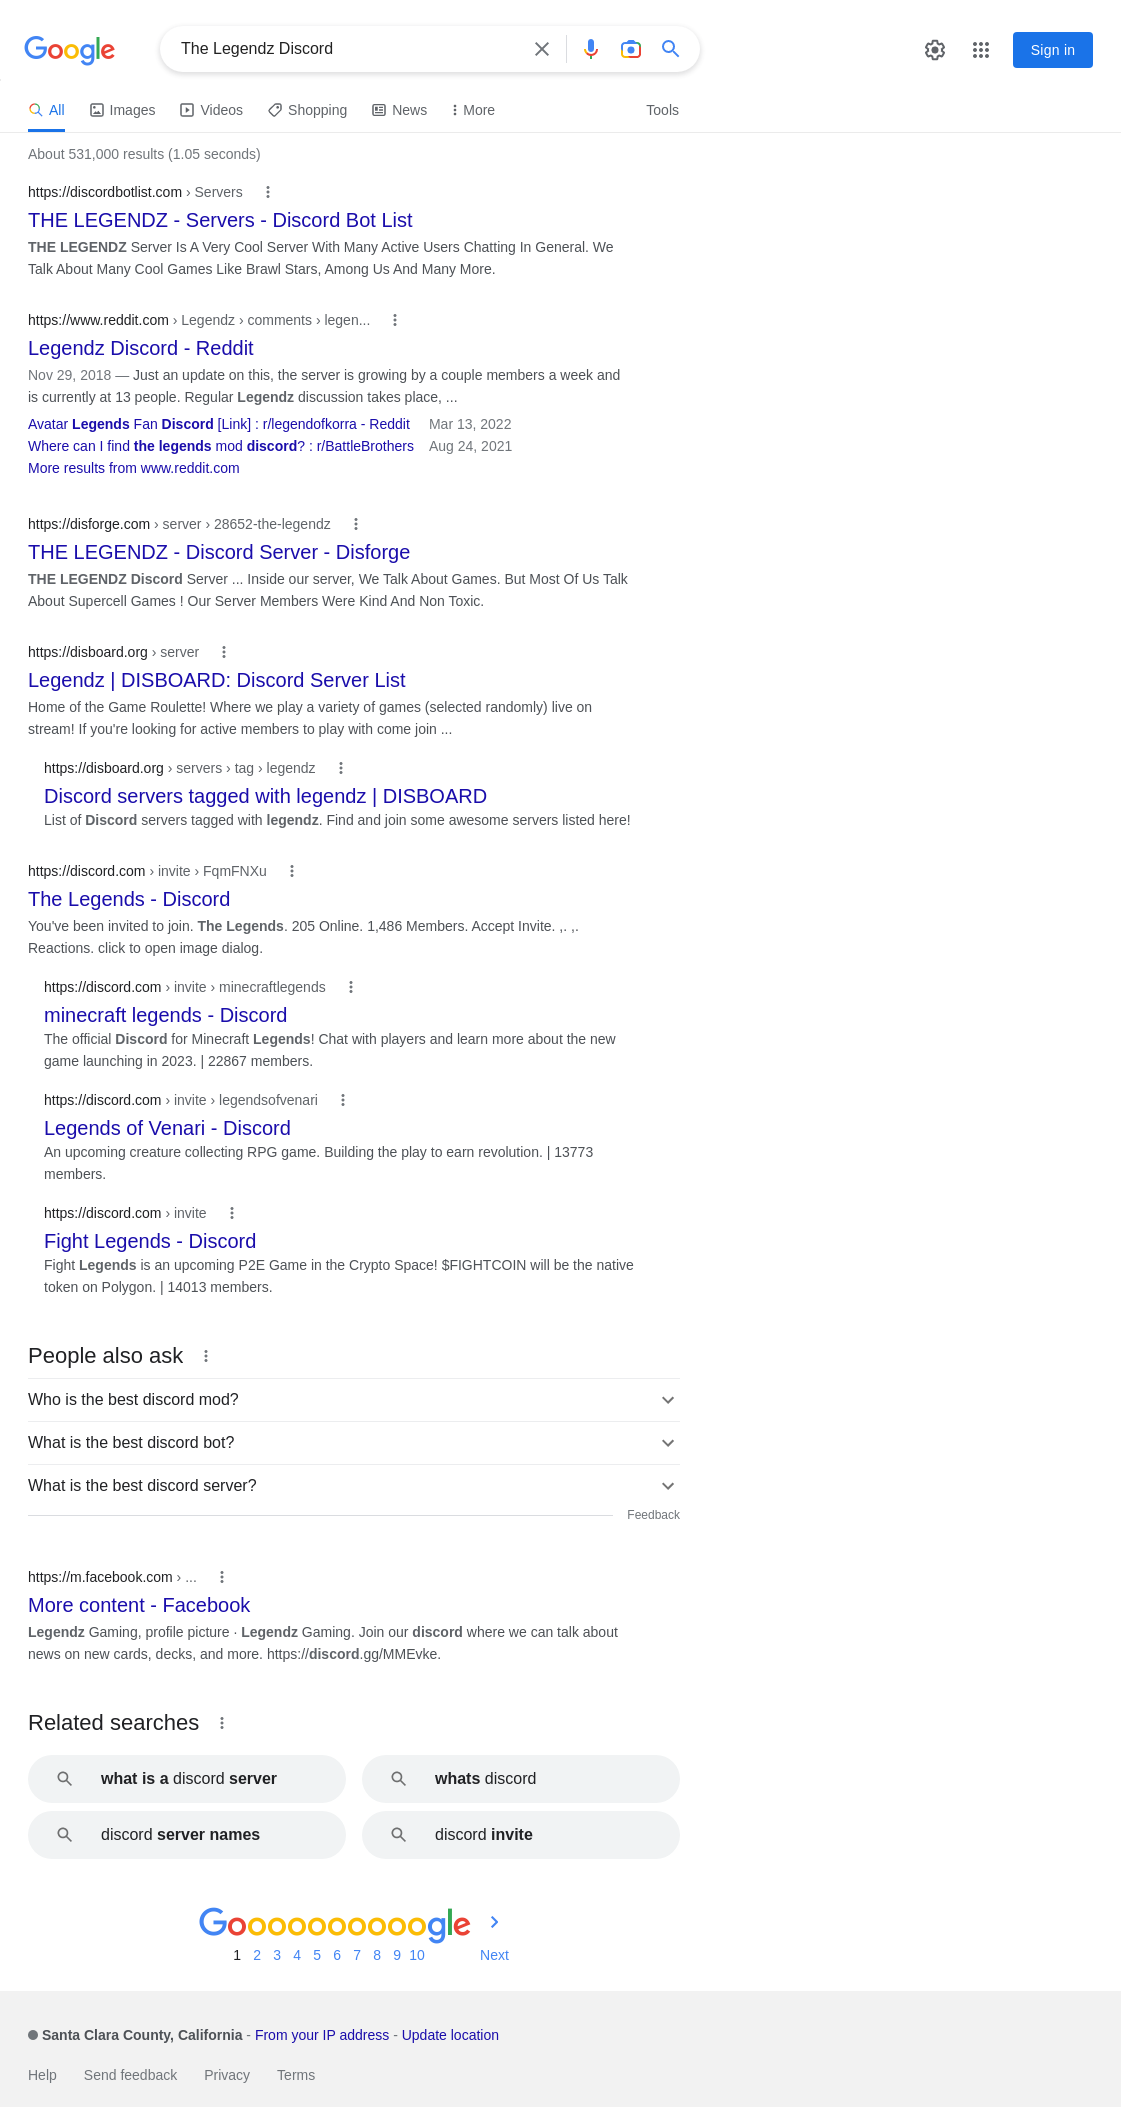 Google
The Legendz Discord
Sign in
All Images Videos Shopping News More Tools
About 531,000 results (1.05 seconds)
https://discordbotlist.com › Servers
THE LEGENDZ - Servers - Discord Bot List
THE LEGENDZ Server Is A Very Cool Server With Many Active Users Chatting In General. We
Talk About Many Cool Games Like Brawl Stars, Among Us And Many More.
https://www.reddit.com › Legendz › comments › legen...
Legendz Discord - Reddit
Nov 29, 2018 — Just an update on this, the server is growing by a couple members a week and
is currently at 13 people. Regular Legendz discussion takes place, ...
Avatar Legends Fan Discord [Link] : r/legendofkorra - Reddit Mar 13, 2022
Where can I find the legends mod discord? : r/BattleBrothers Aug 24, 2021
More results from www.reddit.com
https://disforge.com › server › 28652-the-legendz
THE LEGENDZ - Discord Server - Disforge
THE LEGENDZ Discord Server ... Inside our server, We Talk About Games. But Most Of Us Talk
About Supercell Games ! Our Server Members Were Kind And Non Toxic.
https://disboard.org › server
Legendz | DISBOARD: Discord Server List
Home of the Game Roulette! Where we play a variety of games (selected randomly) live on
stream! If you're looking for active members to play with come join ...
https://disboard.org › servers › tag › legendz
Discord servers tagged with legendz | DISBOARD
List of Discord servers tagged with legendz. Find and join some awesome servers listed here!
https://discord.com › invite › FqmFNXu
The Legends - Discord
You've been invited to join. The Legends. 205 Online. 1,486 Members. Accept Invite. ,. ,.
Reactions. click to open image dialog.
https://discord.com › invite › minecraftlegends
minecraft legends - Discord
The official Discord for Minecraft Legends! Chat with players and learn more about the new
game launching in 2023. | 22867 members.
https://discord.com › invite › legendsofvenari
Legends of Venari - Discord
An upcoming creature collecting RPG game. Building the play to earn revolution. | 13773
members.
https://discord.com › invite
Fight Legends - Discord
Fight Legends is an upcoming P2E Game in the Crypto Space! $FIGHTCOIN will be the native
token on Polygon. | 14013 members.
People also ask
Who is the best discord mod?
What is the best discord bot?
What is the best discord server?
Feedback
https://m.facebook.com › ...
More content - Facebook
Legendz Gaming, profile picture · Legendz Gaming. Join our discord where we can talk about
news on new cards, decks, and more. https://discord.gg/MMEvke.
Related searches
what is a discord server
whats discord
discord server names
discord invite
Goooooooooogle
1 2 3 4 5 6 7 8 9 10 Next
Santa Clara County, California - From your IP address - Update location
Help Send feedback Privacy Terms